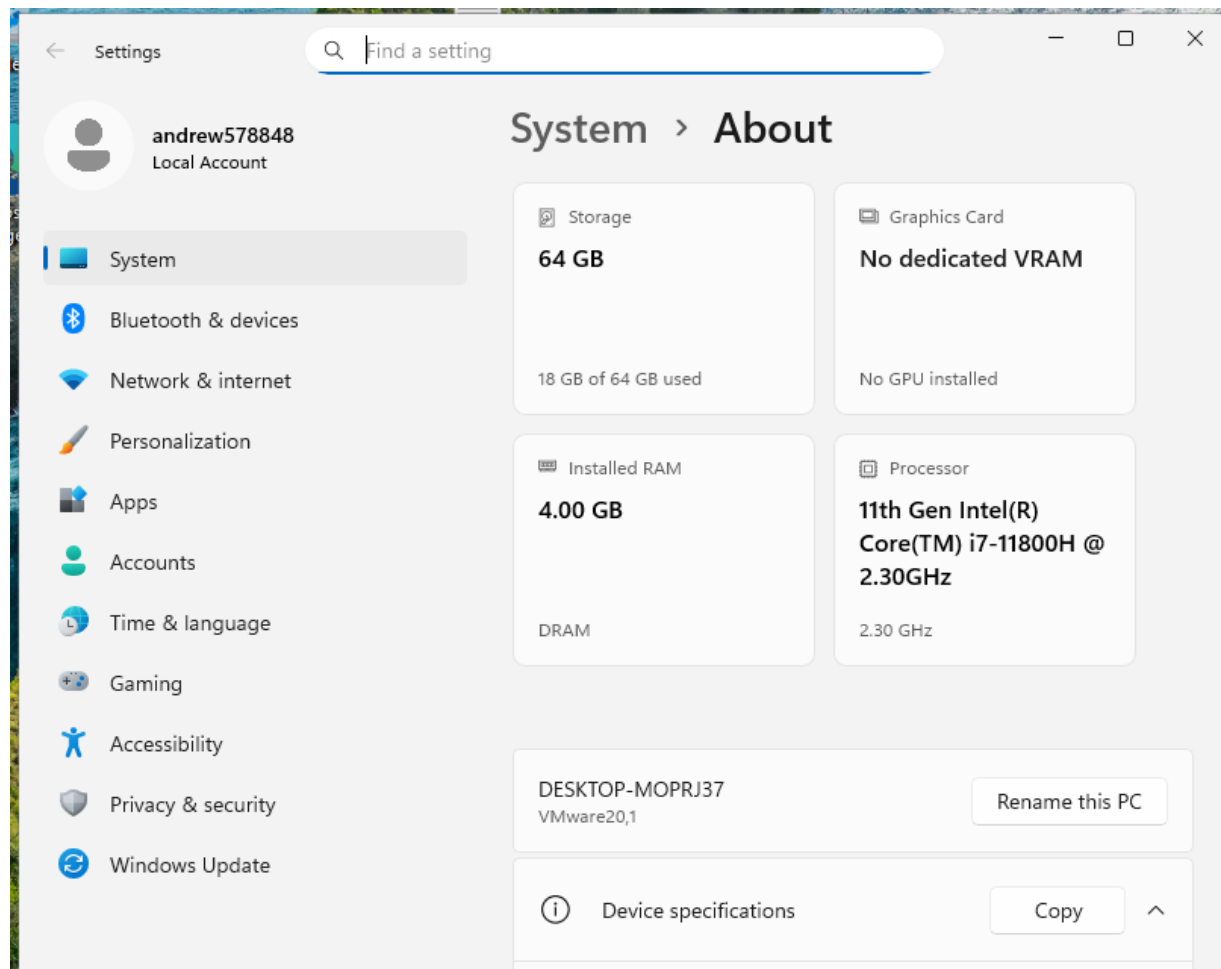 Settings
Find a setting
andrew578848
Local Account
System
Bluetooth & devices
Network & internet
Personalization
Apps
Accounts
Time & language
Gaming
Accessibility
Privacy & security
Windows Update
System > About
Storage
64 GB
18 GB of 64 GB used
Graphics Card
No dedicated VRAM
No GPU installed
Installed RAM
4.00 GB
DRAM
Processor
11th Gen Intel(R)
Core(TM) i7-11800H @
2.30GHz
2.30 GHz
DESKTOP-MOPRJ37
VMware20,1
Rename this PC
Device specifications
Copy